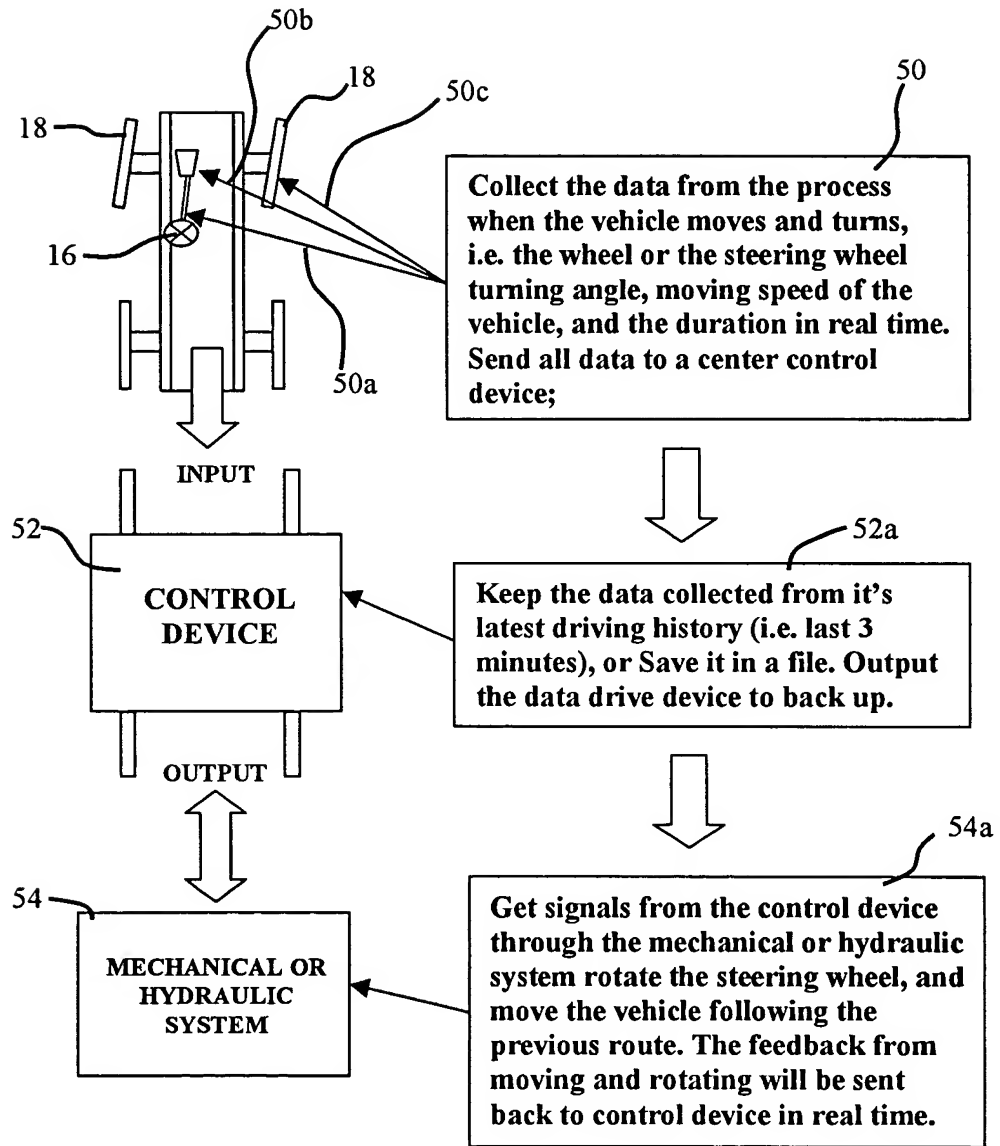 50b
18
50c
50
18
16
50a
Collect the data from the process
when the vehicle moves and turns,
i.e. the wheel or the steering wheel
turning angle, moving speed of the
vehicle, and the duration in real time.
Send all data to a center control
device;
INPUT
52
CONTROL
DEVICE
52a
Keep the data collected from it's
latest driving history (i.e. last 3
minutes), or Save it in a file. Output
the data drive device to back up.
OUTPUT
54
MECHANICAL OR
HYDRAULIC
SYSTEM
54a
Get signals from the control device
through the mechanical or hydraulic
system rotate the steering wheel, and
move the vehicle following the
previous route. The feedback from
moving and rotating will be sent
back to control device in real time.